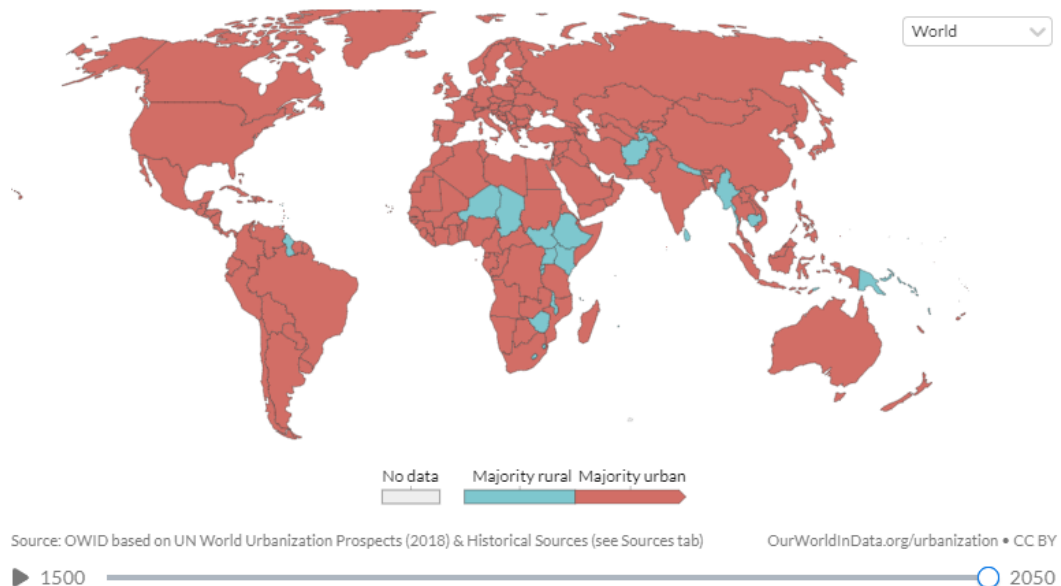 World
No data
Majority rural
Majority urban
Source: OWID based on UN World Urbanization Prospects (2018) & Historical Sources (see Sources tab)
OurWorldInData.org/urbanization • CC BY
1500
2050